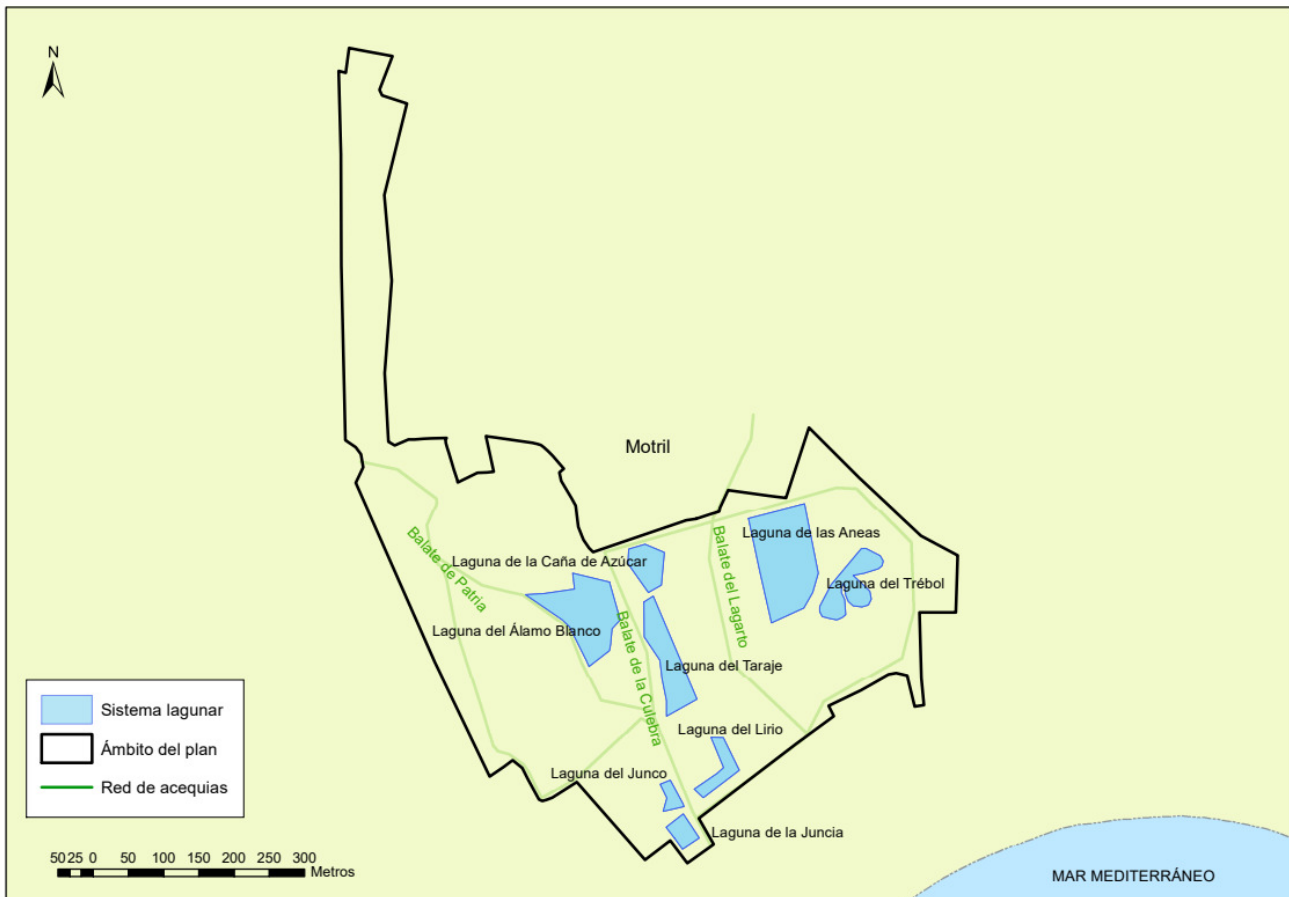 N
Motril
Laguna de las Aneas
Laguna de la Caña de Azúcar
Laguna del Trébol
Balate de Patria
Balate del Lagarto
Laguna del Álamo Blanco
Balate de la Culebra
Laguna del Taraje
Laguna del Lirio
Laguna del Junco
Laguna de la Juncia
Sistema lagunar
Ámbito del plan
Red de acequias
50 25 0 50 100 150 200 250 300
Metros
MAR MEDITERRÁNEO